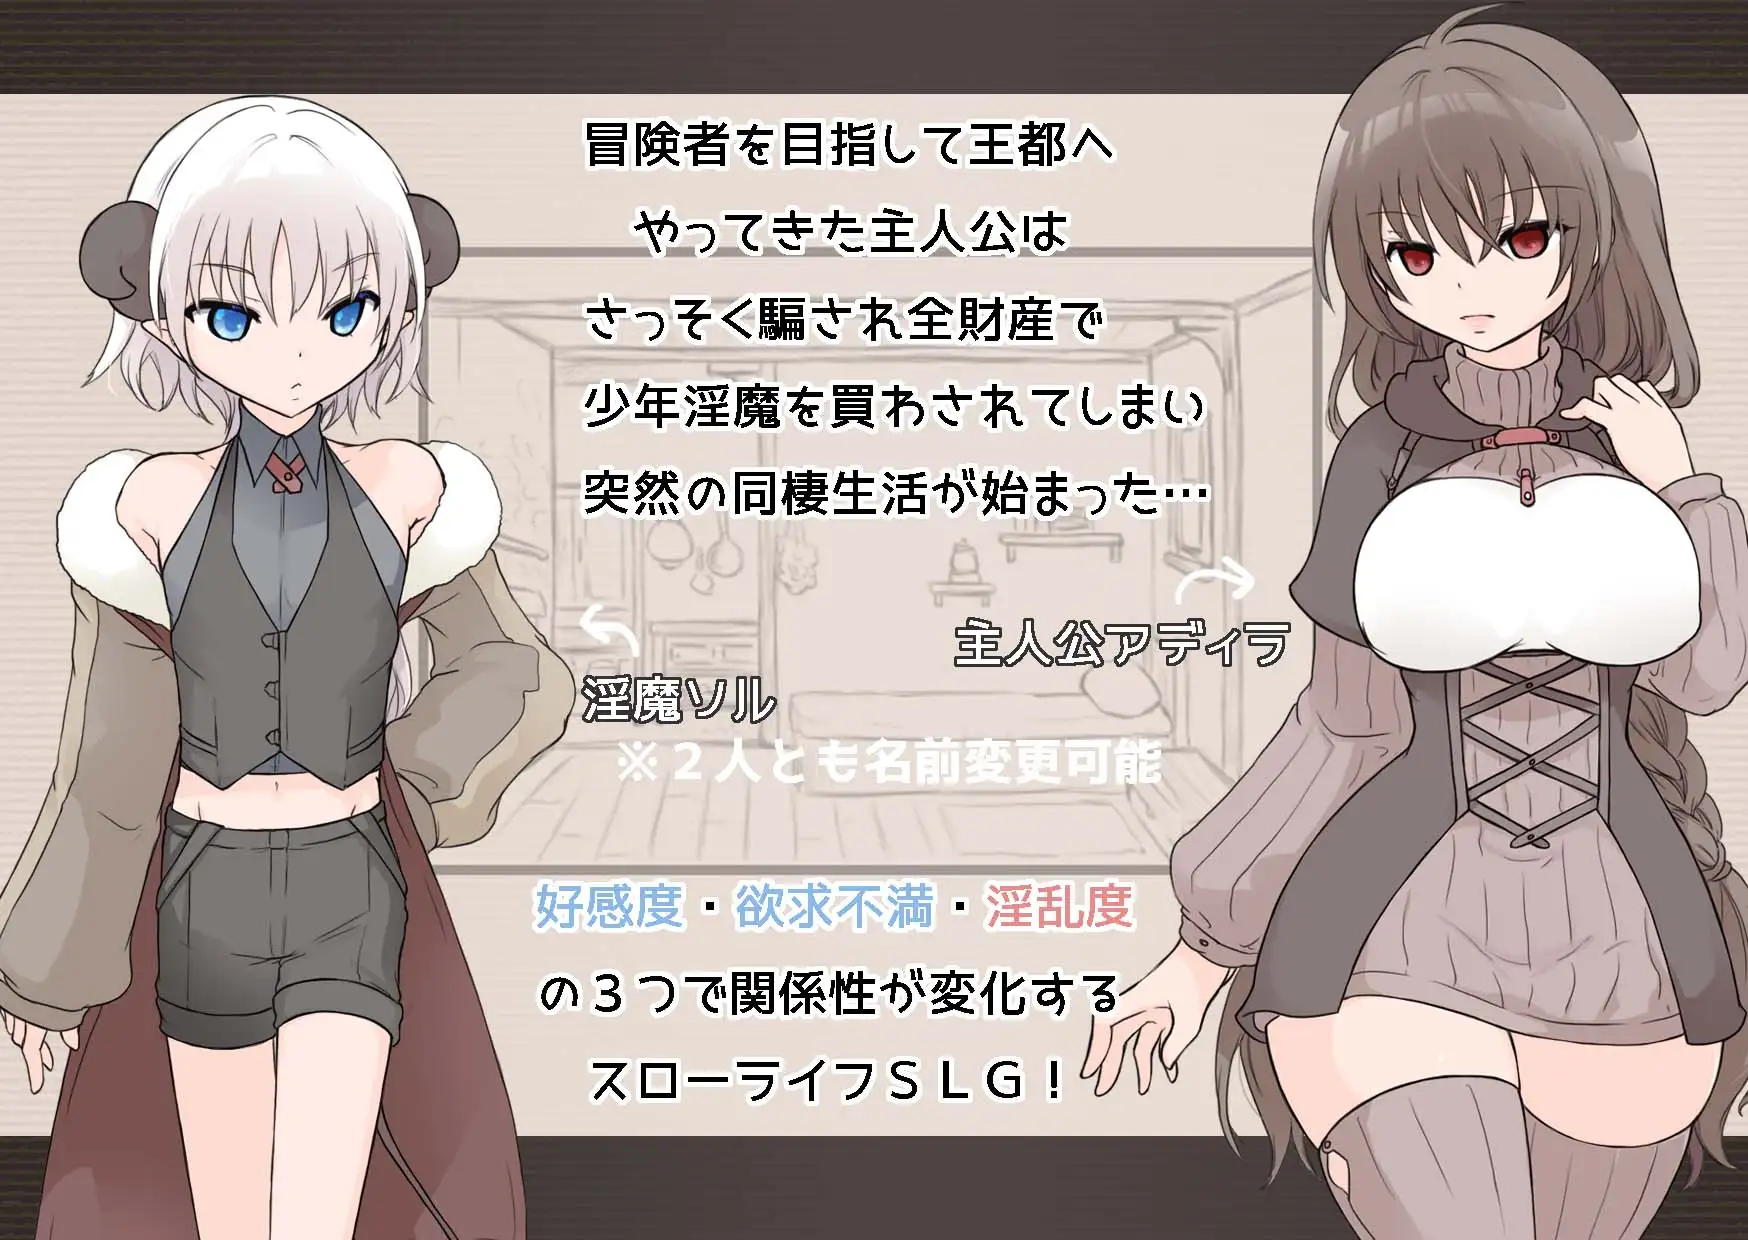 冒険者を目指して王都へ
やってきた主人公は
さっそく騙され全財産で
少年淫魔を買わされてしまい
突然の同棲生活が始まった…
主人公アディラ
淫魔ソル
※２人とも名前変更可能
好感度・欲求不満・淫乱度
の３つで関係性が変化する
スローライフＳＬＧ！